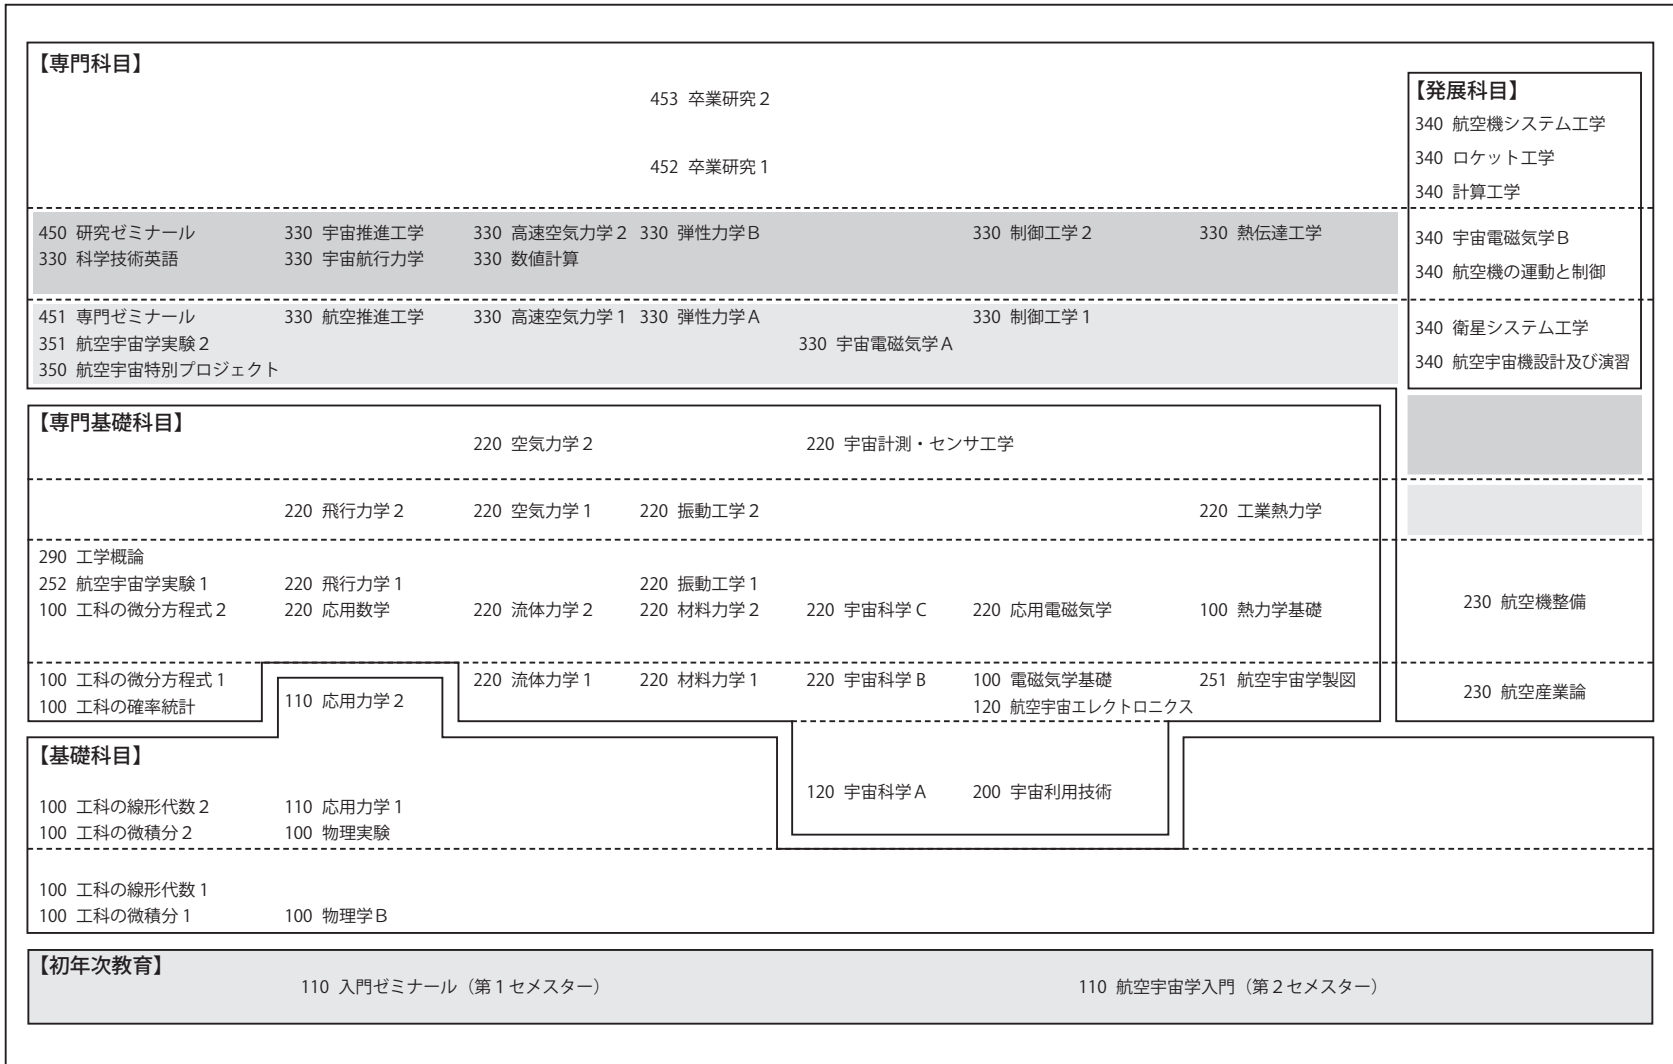 【専門科目】
453 卒業研究２
452 卒業研究１
450 研究ゼミナール 330 宇宙推進工学 330 高速空気力学２ 330 弾性力学Ｂ 330 制御工学２ 330 熱伝達工学
330 科学技術英語 330 宇宙航行力学 330 数値計算
451 専門ゼミナール 330 航空推進工学 330 高速空気力学１ 330 弾性力学Ａ 330 制御工学１
351 航空宇宙学実験２ 330 宇宙電磁気学Ａ
350 航空宇宙特別プロジェクト
【発展科目】
340 航空機システム工学
340 ロケット工学
340 計算工学
340 宇宙電磁気学Ｂ
340 航空機の運動と制御
340 衛星システム工学
340 航空宇宙機設計及び演習
【専門基礎科目】
220 空気力学２ 220 宇宙計測・センサ工学
220 飛行力学２ 220 空気力学１ 220 振動工学２ 220 工業熱力学
290 工学概論
252 航空宇宙学実験１ 220 飛行力学１ 220 振動工学１
100 工科の微分方程式２ 220 応用数学 220 流体力学２ 220 材料力学２ 220 宇宙科学Ｃ 220 応用電磁気学 100 熱力学基礎
230 航空機整備
100 工科の微分方程式１ 220 流体力学１ 220 材料力学１ 220 宇宙科学Ｂ 100 電磁気学基礎 251 航空宇宙学製図
110 応用力学２
230 航空産業論
100 工科の確率統計 120 航空宇宙エレクトロニクス
【基礎科目】
120 宇宙科学Ａ 200 宇宙利用技術
100 工科の線形代数２ 110 応用力学１
100 工科の微積分２ 100 物理実験
100 工科の線形代数１
100 工科の微積分１ 100 物理学Ｂ
【初年次教育】
110 入門ゼミナール（第１セメスター） 110 航空宇宙学入門（第２セメスター）